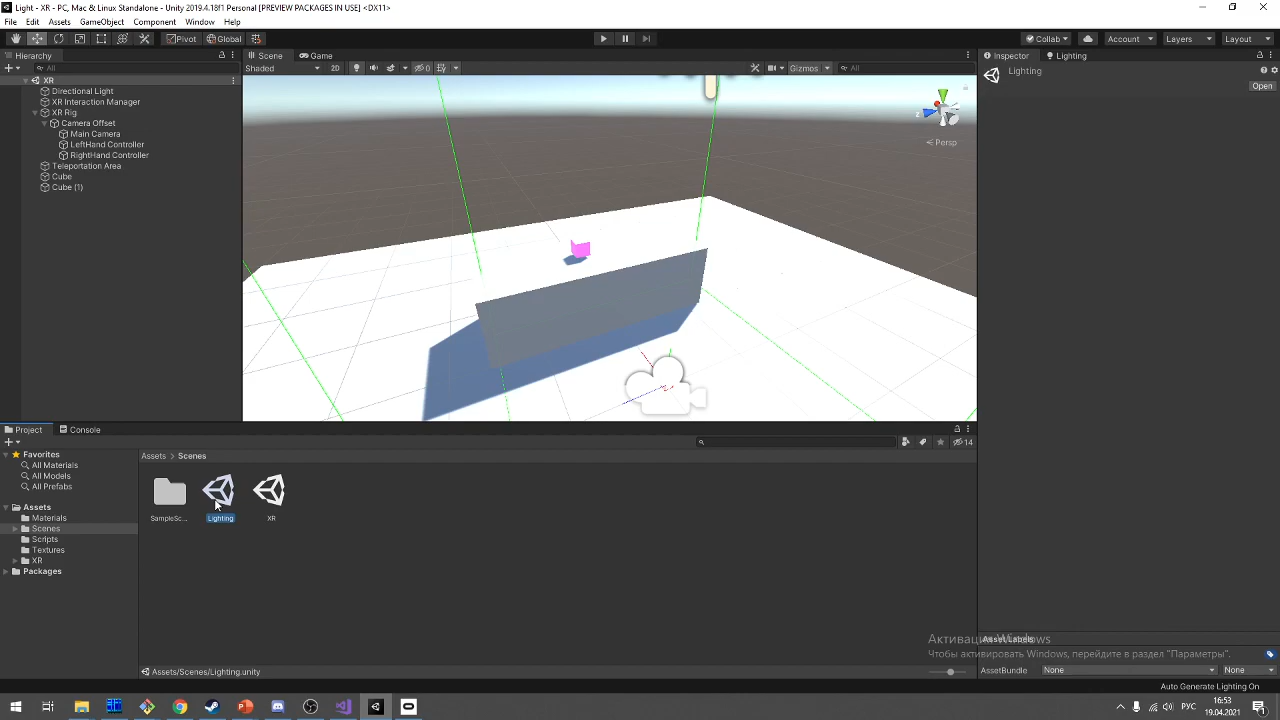 Light - XR - PC, Mac & Linux Standalone - Unity 2019.4.18f1 Personal [PREVIEW PACKAGES IN USE] <DX11>
File Edit Assets GameObject Component Window Help
Pivot Global Collab Account Layers Layout
Hierarchy Scene Game Inspector Lighting
All Shaded 2D 0 Gizmos All Lighting
Open
XR
Directional Light
XR Interaction Manager
XR Rig
Camera Offset
Main Camera
LeftHand Controller
RightHand Controller
Teleportation Area
Cube
Cube (1)
z
Persp
Project Console
14
Favorites
All Materials
All Models
All Prefabs
Assets
Materials
Scenes
Scripts
Textures
XR
Packages
Assets > Scenes
SampleSc... Lighting XR
Активация Windows
Чтобы активировать Windows, перейдите в раздел "Параметры".
Asset Labels
AssetBundle None None
Assets/Scenes/Lighting.unity
Auto Generate Lighting On
РУС
16:53
19.04.2021